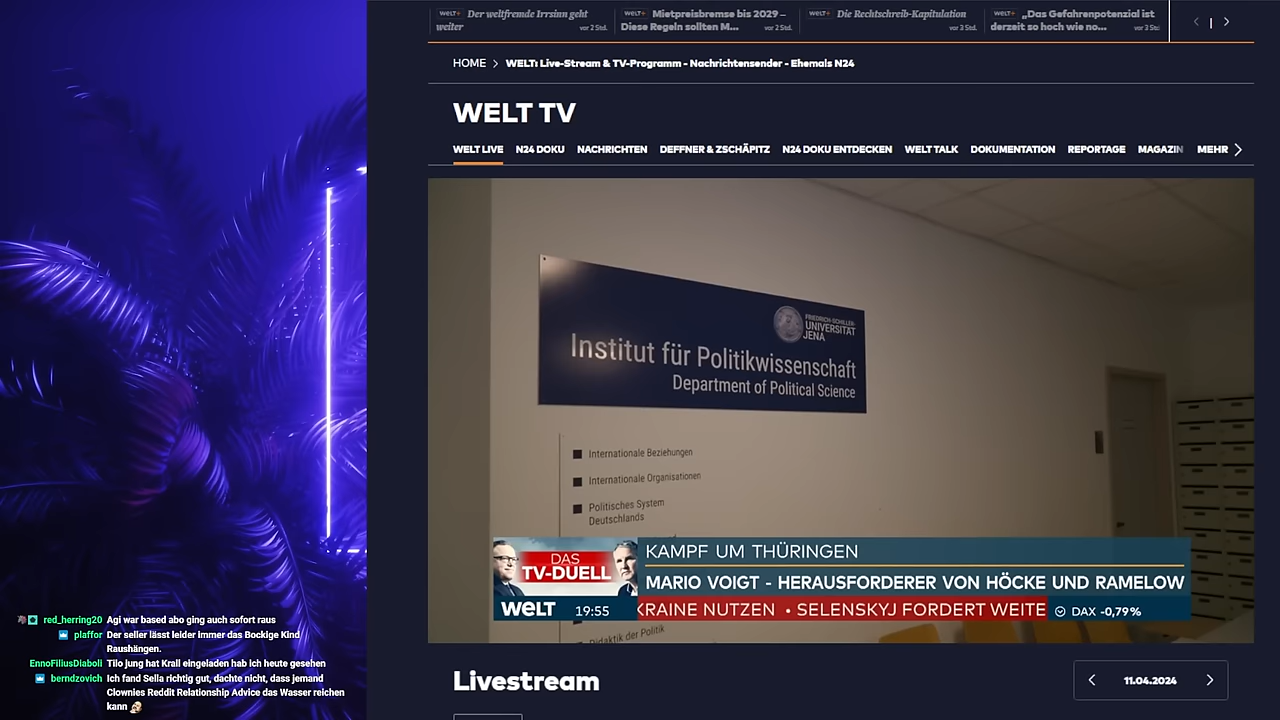 WELT+ Der weltfremde Irrsinn geht
weiter vor 2 Std.
WELT+ Mietpreisbremse bis 2029 –
Diese Regeln sollten M... vor 2 Std.
WELT+ Die Rechtschreib-Kapitulation
vor 3 Std.
WELT+ „Das Gefahrenpotenzial ist
derzeit so hoch wie no... vor 3 Std
HOME > WELT: Live-Stream & TV-Programm - Nachrichtensender - Ehemals N24
WELT TV
WELT LIVE N24 DOKU NACHRICHTEN DEFFNER & ZSCHÄPITZ N24 DOKU ENTDECKEN WELT TALK DOKUMENTATION REPORTAGE MAGAZIN MEHR
FRIEDRICH-SCHILLER-
UNIVERSITÄT
JENA
Institut für Politikwissenschaft
Department of Political Science
Internationale Beziehungen
Internationale Organisationen
Politisches System
Deutschlands
Didaktik der Politik
DAS
TV-DUELL
KAMPF UM THÜRINGEN
MARIO VOIGT - HERAUSFORDERER VON HÖCKE UND RAMELOW
WELT 19:55 KRAINE NUTZEN • SELENSKYJ FORDERT WEITE DAX -0,79%
Livestream
11.04.2024
red_herring20 Agi war based abo ging auch sofort raus
plaffor Der seller lässt leider immer das Bockige Kind
Raushängen.
EnnoFiliusDiaboli Tilo jung hat Krall eingeladen hab ich heute gesehen
berndzovich Ich fand Sella richtig gut, dachte nicht, dass jemand
Clownies Reddit Relationship Advice das Wasser reichen
kann